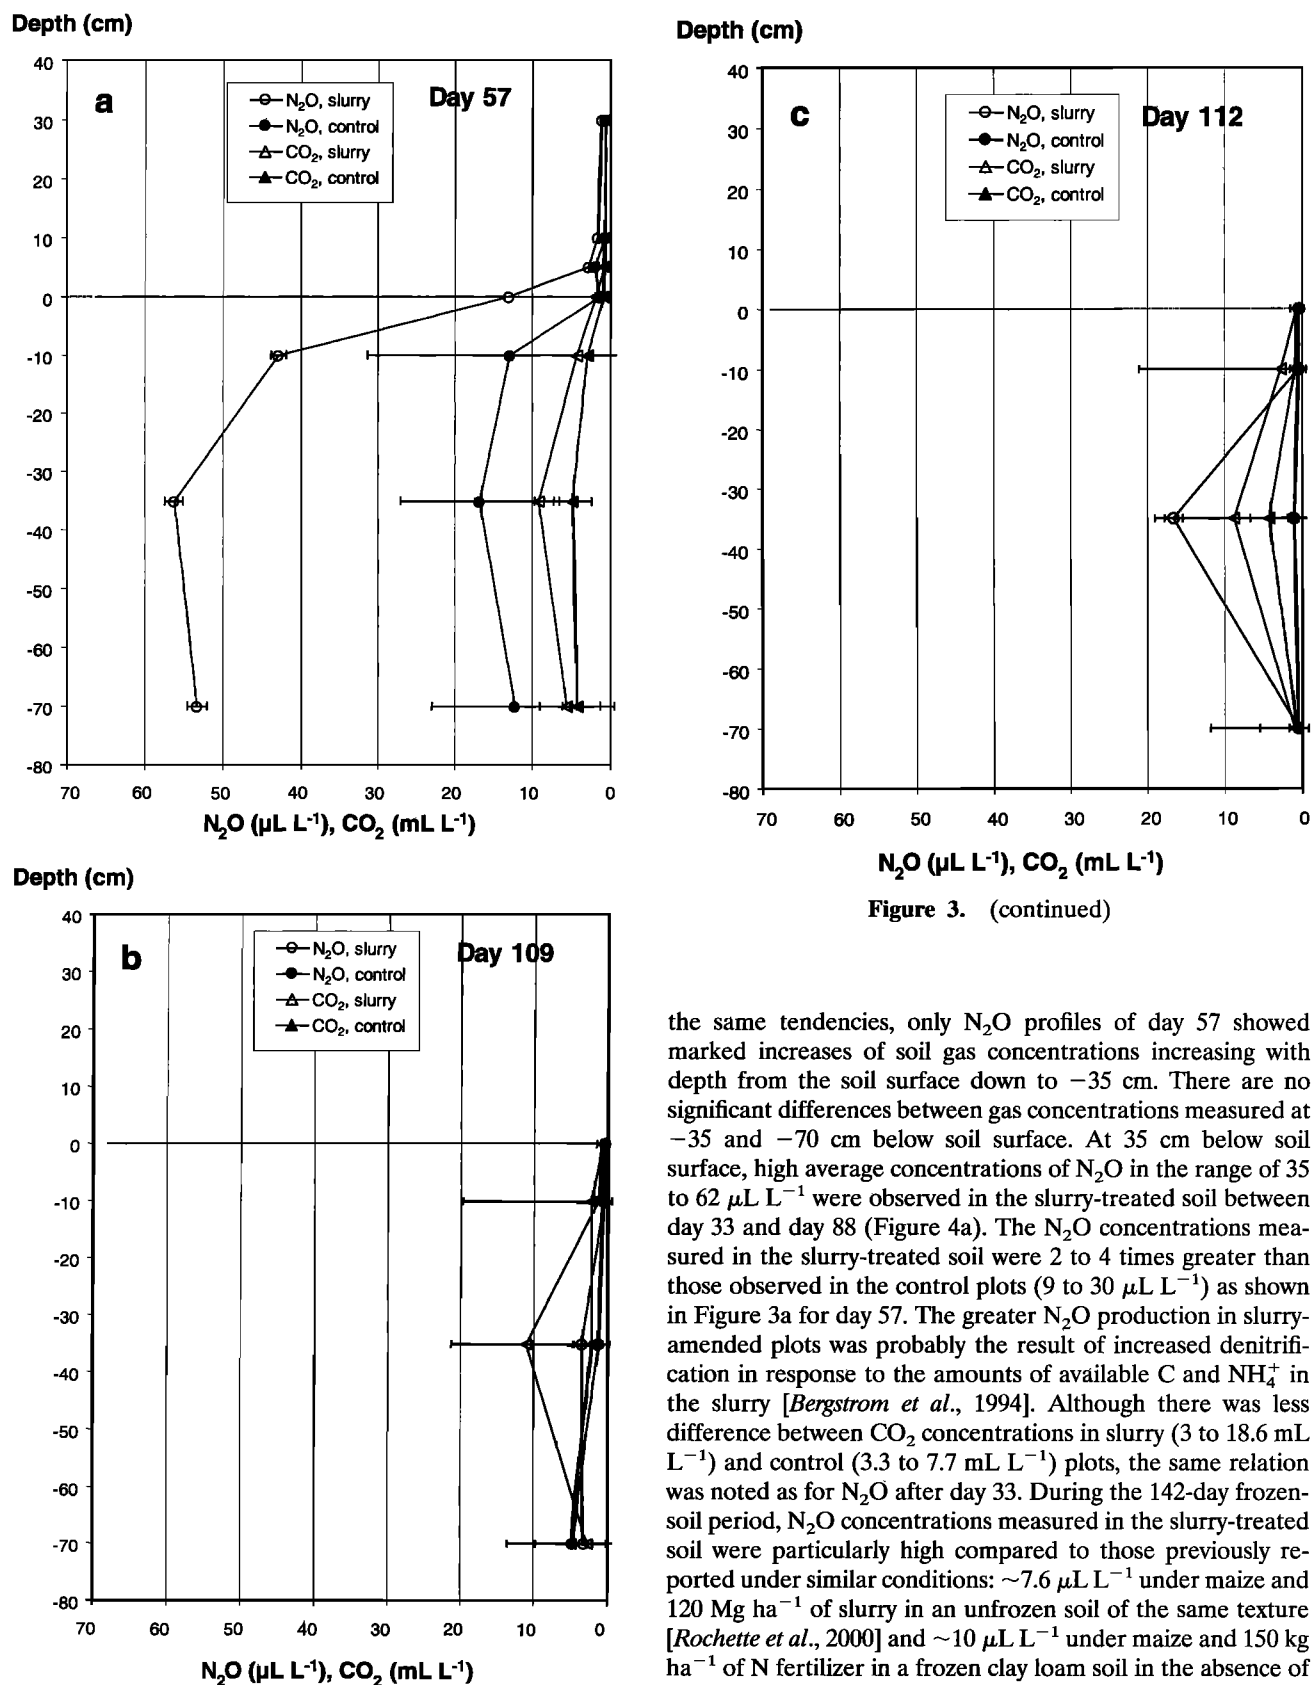 Depth (cm)
40
30
20
10
0
-10
-20
-30
-40
-50
-60
-70
-80
a
Day 57
N₂O, slurry
N₂O, control
CO₂, slurry
CO₂, control
70 60 50 40 30 20 10 0
N₂O (µL L⁻¹), CO₂ (mL L⁻¹)
Depth (cm)
40
30
20
10
0
-10
-20
-30
-40
-50
-60
-70
-80
b
Day 109
N₂O, slurry
N₂O, control
CO₂, slurry
CO₂, control
80 70 60 50 40 30 20 10 0
N₂O (µL L⁻¹), CO₂ (mL L⁻¹)
Depth (cm)
40
30
20
10
0
-10
-20
-30
-40
-50
-60
-70
-80
c
Day 112
N₂O, slurry
N₂O, control
CO₂, slurry
CO₂, control
70 60 50 40 30 20 10 0
N₂O (µL L⁻¹), CO₂ (mL L⁻¹)
Figure 3. (continued)
the same tendencies, only N₂O profiles of day 57 showed
marked increases of soil gas concentrations increasing with
depth from the soil surface down to −35 cm. There are no
significant differences between gas concentrations measured at
−35 and −70 cm below soil surface. At 35 cm below soil
surface, high average concentrations of N₂O in the range of 35
to 62 µL L⁻¹ were observed in the slurry-treated soil between
day 33 and day 88 (Figure 4a). The N₂O concentrations mea-
sured in the slurry-treated soil were 2 to 4 times greater than
those observed in the control plots (9 to 30 µL L⁻¹) as shown
in Figure 3a for day 57. The greater N₂O production in slurry-
amended plots was probably the result of increased denitrifi-
cation in response to the amounts of available C and NH₄⁺ in
the slurry [Bergstrom et al., 1994]. Although there was less
difference between CO₂ concentrations in slurry (3 to 18.6 mL
L⁻¹) and control (3.3 to 7.7 mL L⁻¹) plots, the same relation
was noted as for N₂O after day 33. During the 142-day frozen-
soil period, N₂O concentrations measured in the slurry-treated
soil were particularly high compared to those previously re-
ported under similar conditions: ~7.6 µL L⁻¹ under maize and
120 Mg ha⁻¹ of slurry in an unfrozen soil of the same texture
[Rochette et al., 2000] and ~10 µL L⁻¹ under maize and 150 kg
ha⁻¹ of N fertilizer in a frozen clay loam soil in the absence of